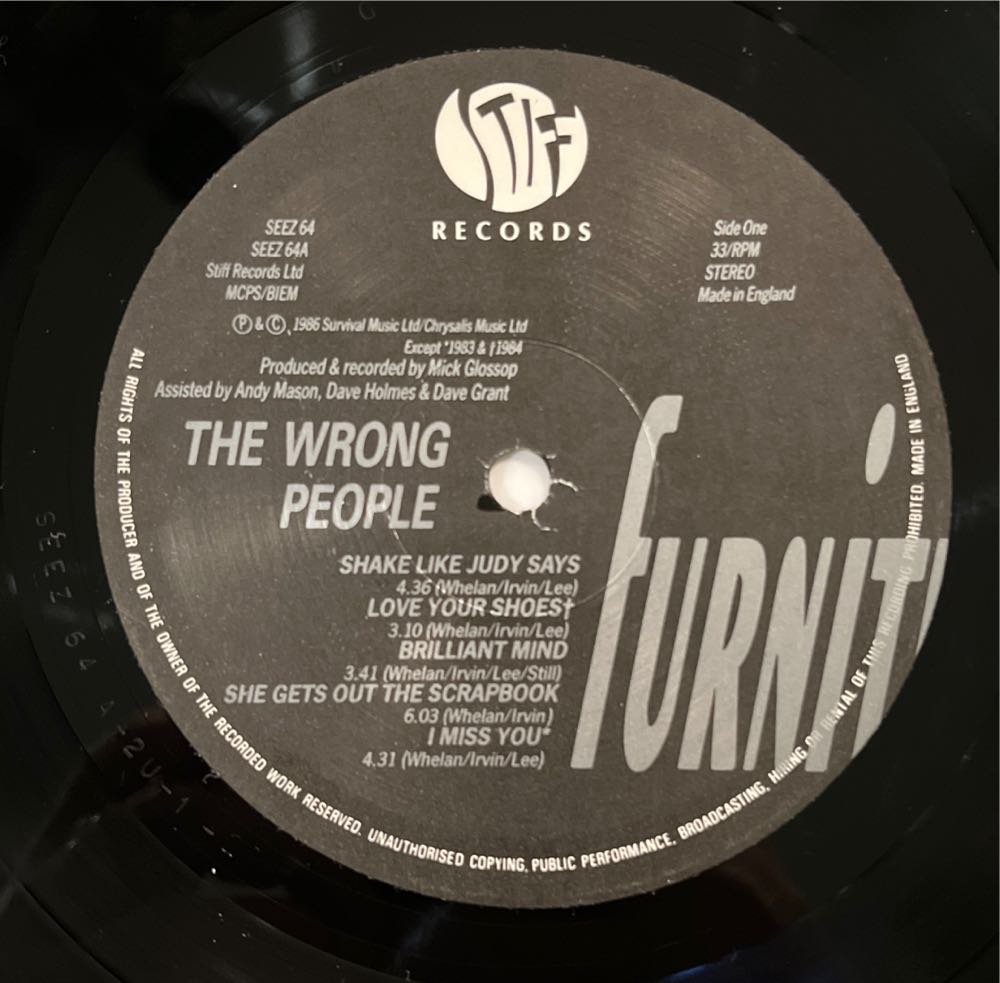 STIFF
RECORDS
SEEZ 64
SEEZ 64A
Stiff Records Ltd
MCPS/BIEM
Side One
33/RPM
STEREO
Made in England
Ⓟ & Ⓒ, 1986 Survival Music Ltd/Chrysalis Music Ltd
Except *1983 & †1984
Produced & recorded by Mick Glossop
Assisted by Andy Mason, Dave Holmes & Dave Grant
THE WRONG
PEOPLE
SHAKE LIKE JUDY SAYS
4.36 (Whelan/Irvin/Lee)
LOVE YOUR SHOES†
3.10 (Whelan/Irvin/Lee)
BRILLIANT MIND
3.41 (Whelan/Irvin/Lee/Still)
SHE GETS OUT THE SCRAPBOOK
6.03 (Whelan/Irvin)
I MISS YOU*
4.31 (Whelan/Irvin/Lee)
fURNiT
ALL RIGHTS OF THE PRODUCER AND OF THE OWNER OF THE RECORDED WORK RESERVED. UNAUTHORISED COPYING, PUBLIC PERFORMANCE, BROADCASTING, HIRING OR RENTAL OF THIS RECORDING PROHIBITED. MADE IN ENGLAND
SEEZ 64 A-2U-1-